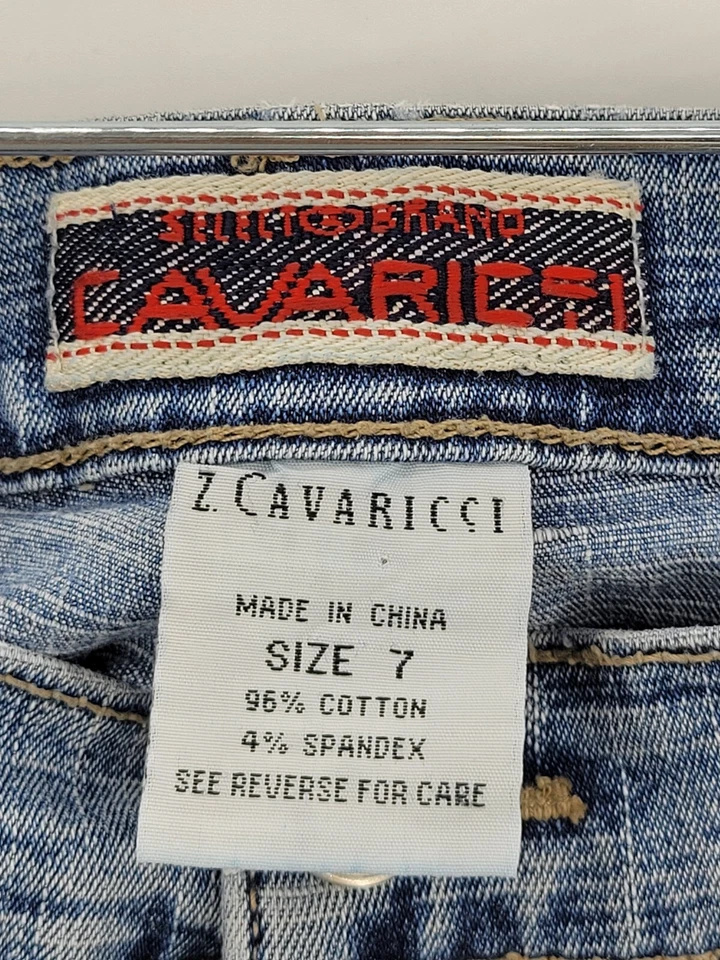 SELECT BRAND
CAVARICCI
Z. CAVARICCI
MADE IN CHINA
SIZE 7
96% COTTON
4% SPANDEX
SEE REVERSE FOR CARE